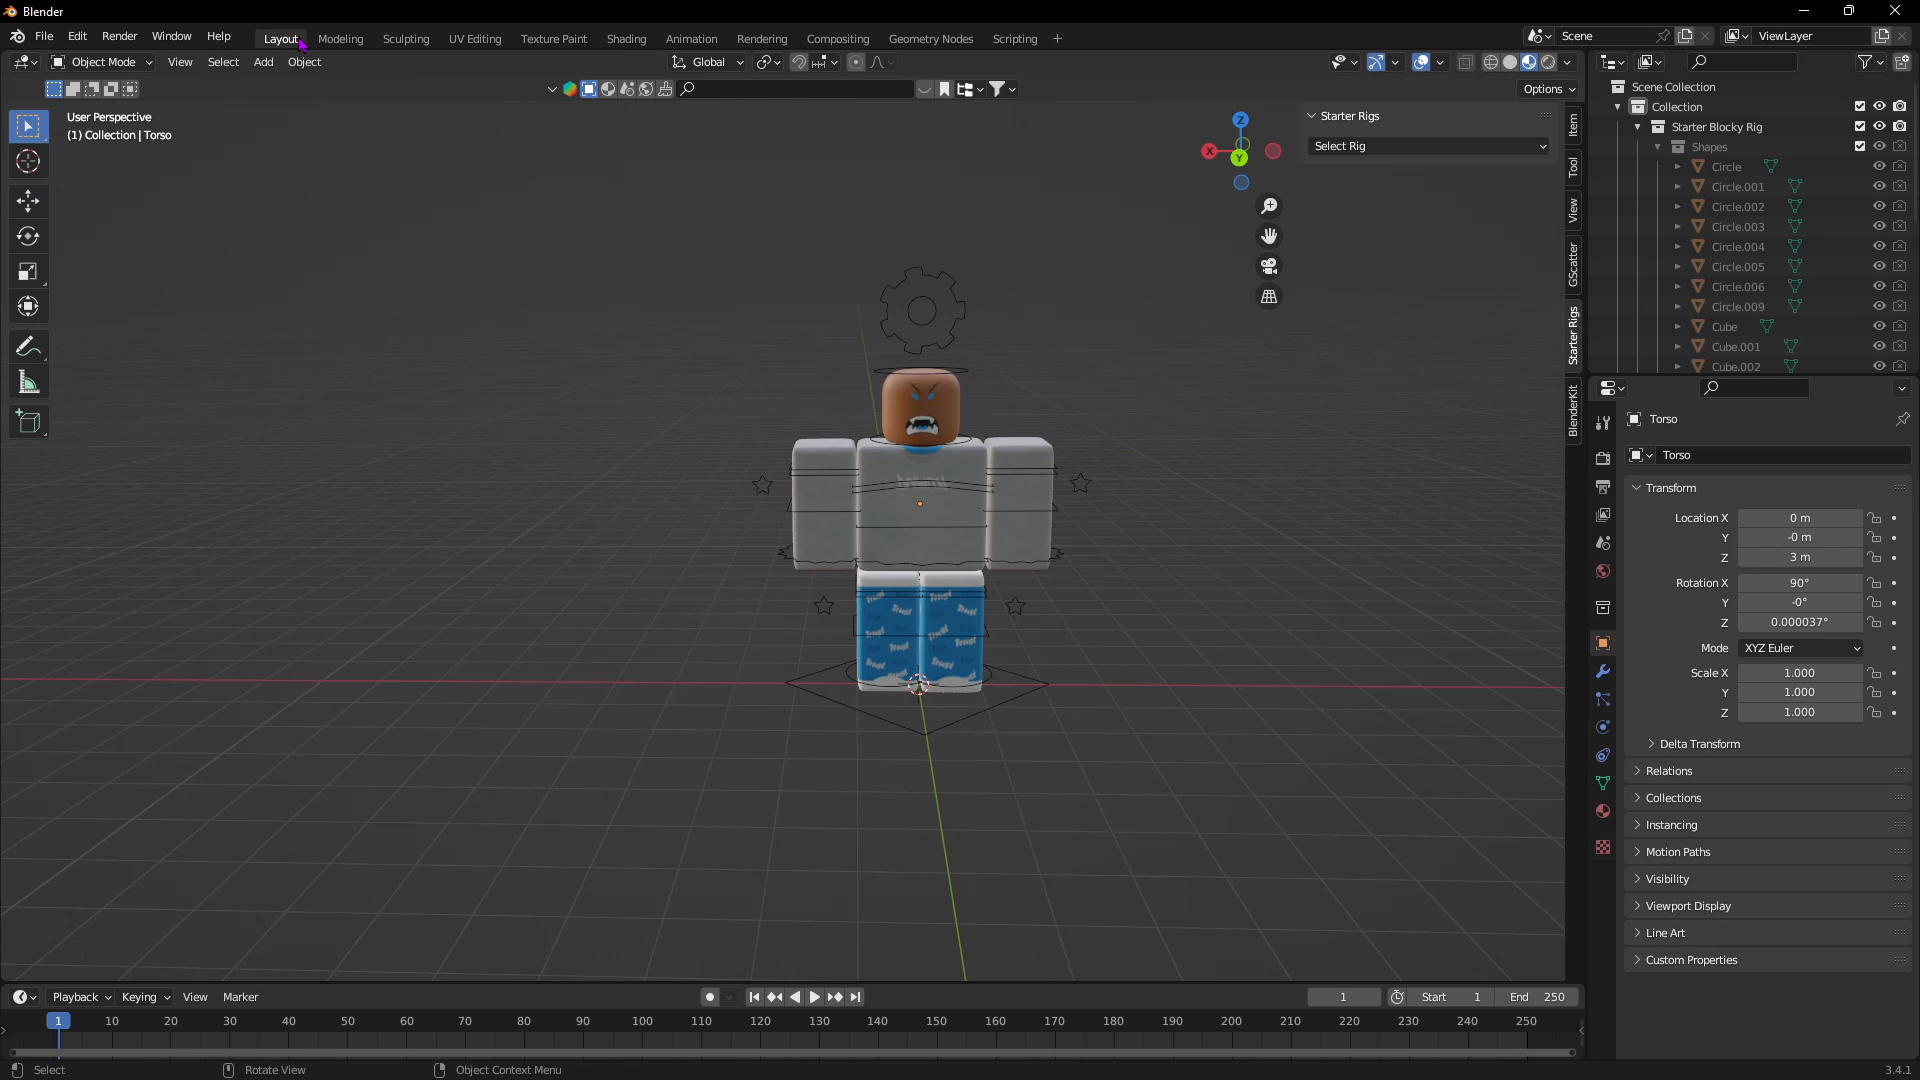 Blender
File Edit Render Window Help Layout Modeling Sculpting UV Editing Texture Paint Shading Animation Rendering Compositing Geometry Nodes Scripting + Scene ViewLayer
Object Mode View Select Add Object Global
Options
User Perspective
(1) Collection | Torso
Z
X
Y
Starter Rigs
Select Rig
Item
Tool
View
GScatter
Starter Rigs
BlenderKit
Scene Collection
Collection
Starter Blocky Rig
Shapes
Circle
Circle.001
Circle.002
Circle.003
Circle.004
Circle.005
Circle.006
Circle.009
Cube
Cube.001
Cube.002
Torso
Torso
Transform
Location X 0 m
Y -0 m
Z 3 m
Rotation X 90°
Y -0°
Z 0.000037°
Mode XYZ Euler
Scale X 1.000
Y 1.000
Z 1.000
Delta Transform
Relations
Collections
Instancing
Motion Paths
Visibility
Viewport Display
Line Art
Custom Properties
Playback Keying View Marker 1 Start 1 End 250
1 10 20 30 40 50 60 70 80 90 100 110 120 130 140 150 160 170 180 190 200 210 220 230 240 250
Select Rotate View Object Context Menu 3.4.1